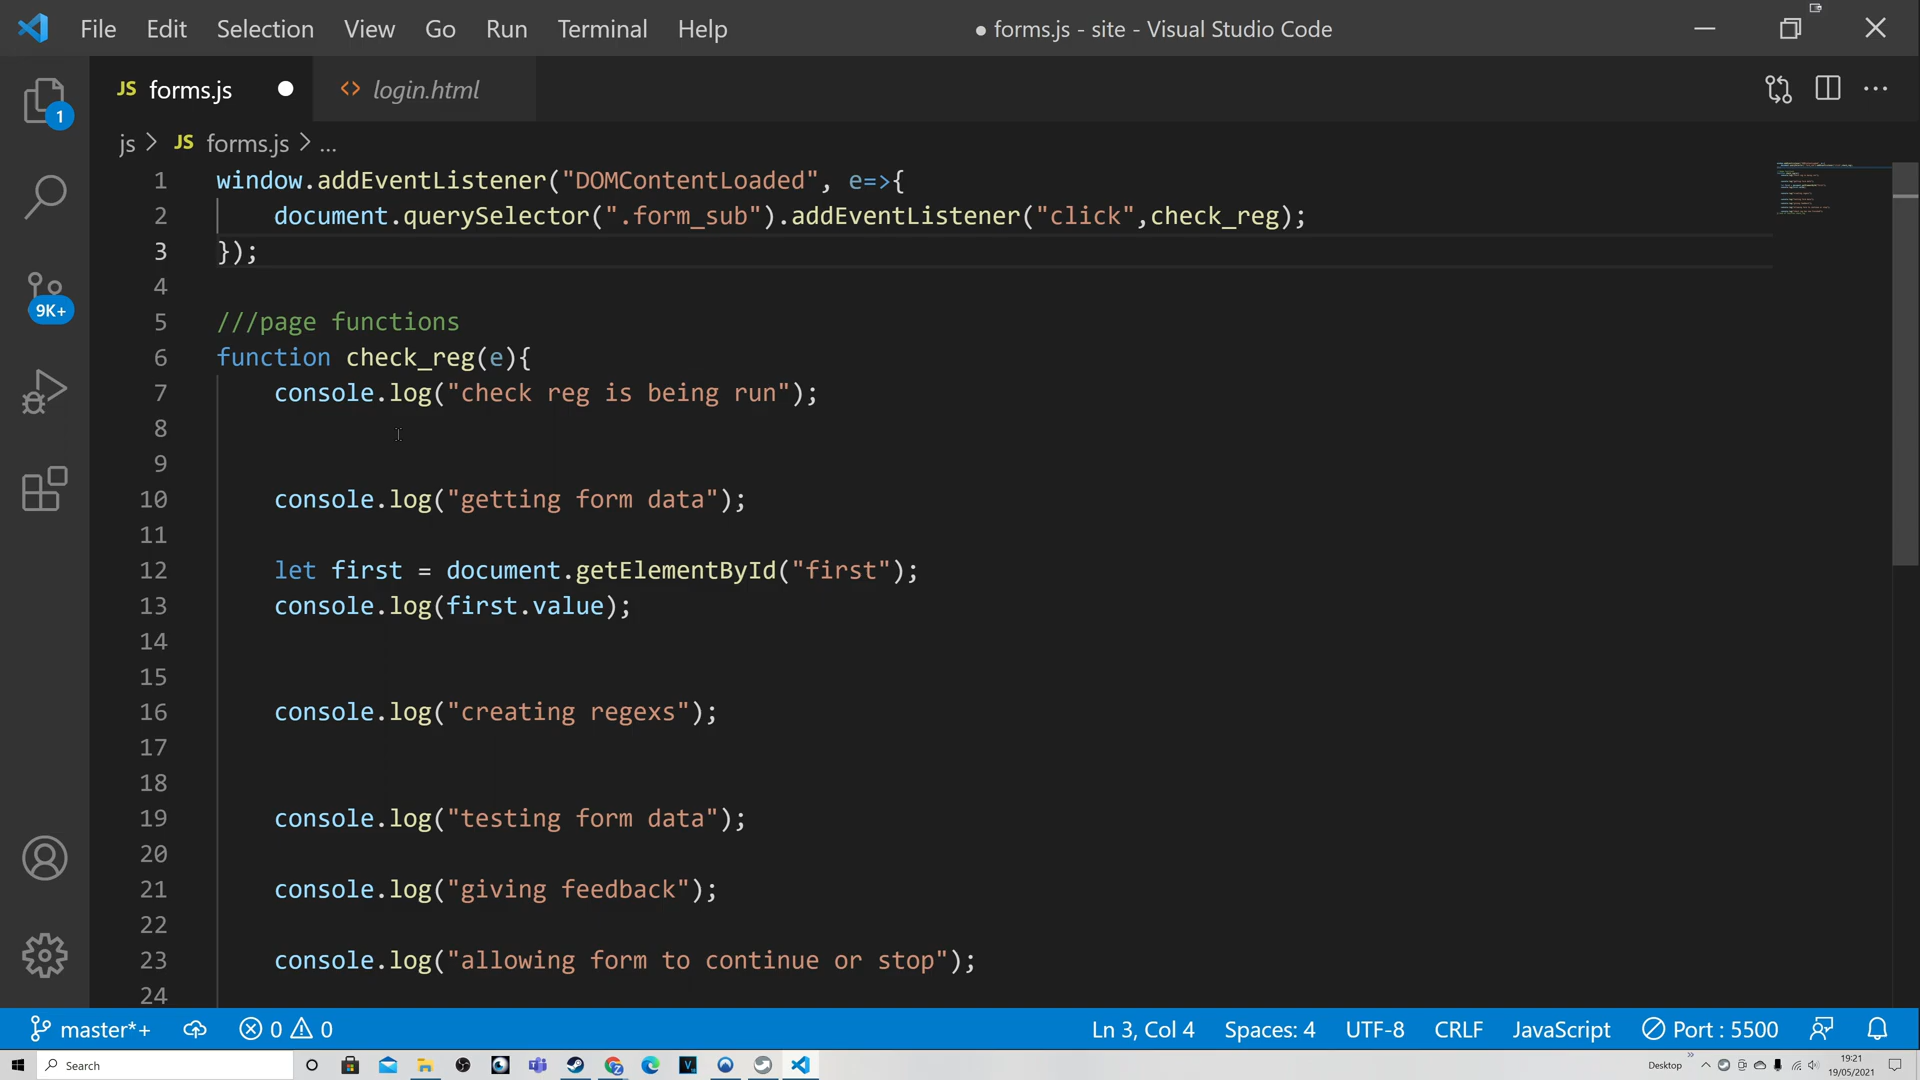 File Edit Selection View Go Run Terminal Help
● forms.js - site - Visual Studio Code
JS forms.js
<> login.html
js > JS forms.js > ...
1 window.addEventListener("DOMContentLoaded", e=>{
2 document.querySelector(".form_sub").addEventListener("click",check_reg);
3 });
4
5 ///page functions
6 function check_reg(e){
7 console.log("check reg is being run");
8
9
10 console.log("getting form data");
11
12 let first = document.getElementById("first");
13 console.log(first.value);
14
15
16 console.log("creating regexs");
17
18
19 console.log("testing form data");
20
21 console.log("giving feedback");
22
23 console.log("allowing form to continue or stop");
24
1
9K+
master*+ 0 0 Ln 3, Col 4 Spaces: 4 UTF-8 CRLF JavaScript Port : 5500
Search
Desktop
19:21
19/05/2021